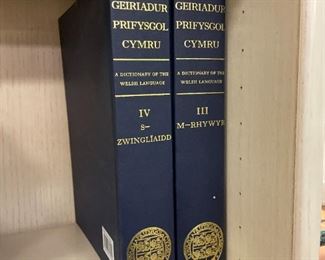 GEIRIADUR
PRIFYSGOL
CYMRU
A DICTIONARY OF THE
WELSH LANGUAGE
IV
S–
ZWINGLÏAIDD
GEIRIADUR
PRIFYSGOL
CYMRU
A DICTIONARY OF THE
WELSH LANGUAGE
III
M–RHYWYR